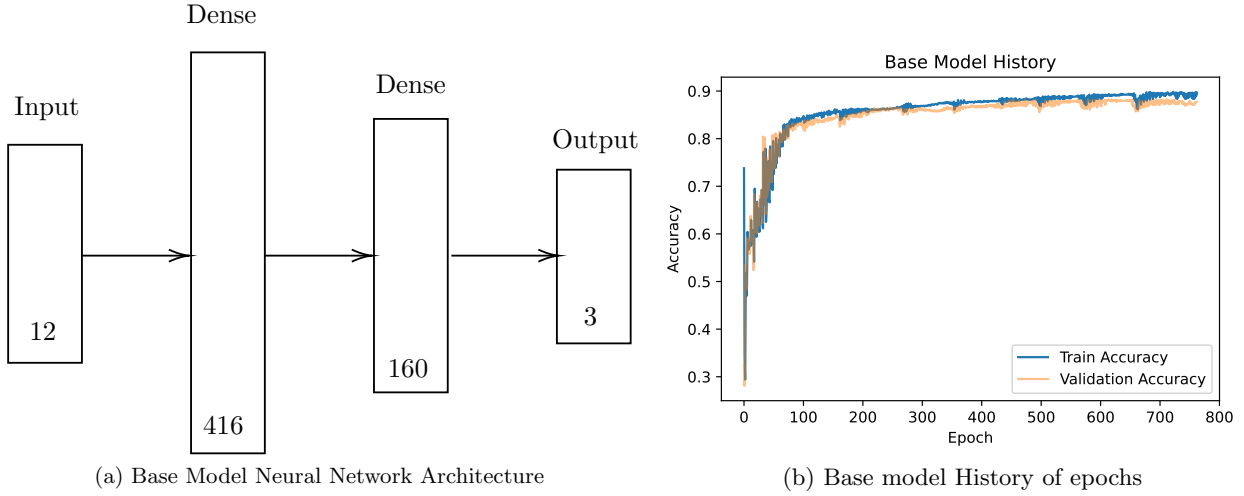 Input
12
Dense
416
Dense
160
Output
3
(a) Base Model Neural Network Architecture
Base Model History
Accuracy
0.9
0.8
0.7
0.6
0.5
0.4
0.3
0 100 200 300 400 500 600 700 800
Epoch
Train Accuracy
Validation Accuracy
(b) Base model History of epochs